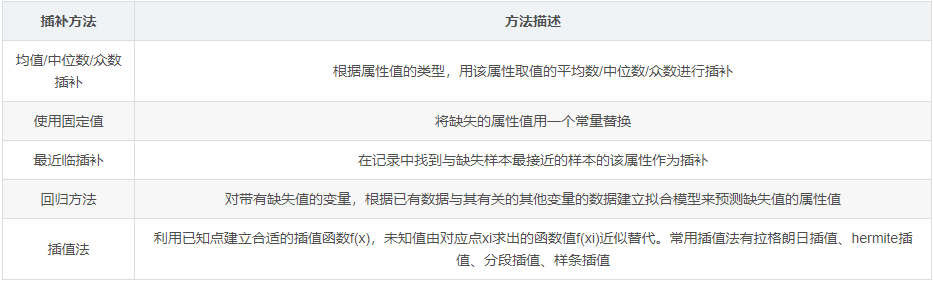 插补方法
方法描述
均值/中位数/众数
插补
根据属性值的类型，用该属性取值的平均数/中位数/众数进行插补
使用固定值
将缺失的属性值用一个常量替换
最近临插补
在记录中找到与缺失样本最接近的样本的该属性作为插补
回归方法
对带有缺失值的变量，根据已有数据与其有关的其他变量的数据建立拟合模型来预测缺失值的属性值
插值法
利用已知点建立合适的插值函数f(x)，未知值由对应点xi求出的函数值f(xi)近似替代。常用插值法有拉格朗日插值、hermite插
值、分段插值、样条插值